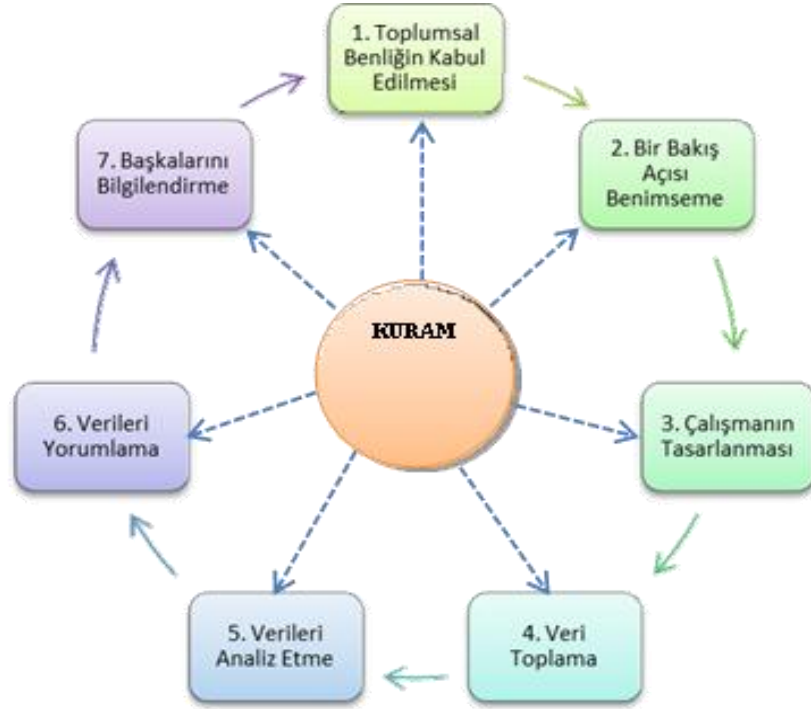 1. Toplumsal
Benliğin Kabul
Edilmesi
2. Bir Bakış
Açısı
Benimseme
3. Çalışmanın
Tasarlanması
4. Veri
Toplama
5. Verileri
Analiz Etme
6. Verileri
Yorumlama
7. Başkalarını
Bilgilendirme
KURAM